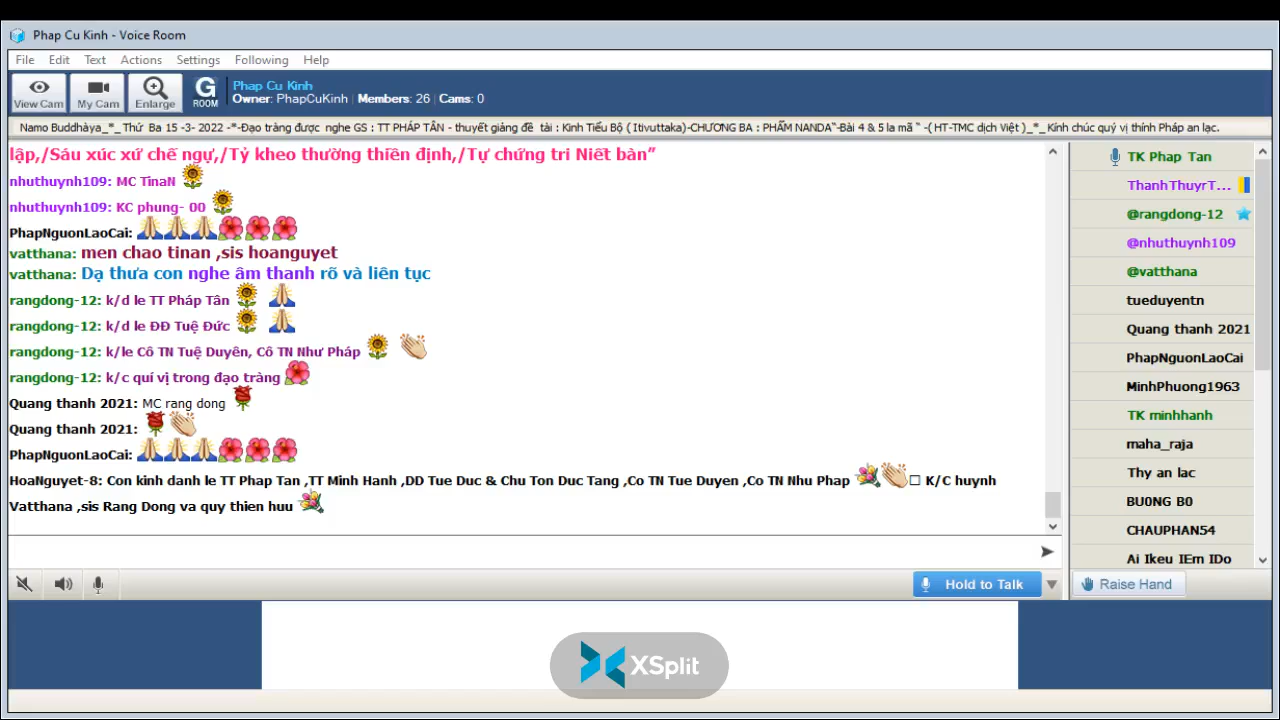 Phap Cu Kinh - Voice Room
File Edit Text Actions Settings Following Help
View Cam My Cam Enlarge G ROOM
Phap Cu Kinh
Owner: PhapCuKinh | Members: 26 | Cams: 0
Namo Buddhàya_*_ Thứ Ba 15 -3- 2022 -*-Đạo tràng được nghe GS : TT PHÁP TÂN - thuyết giảng đề tài : Kinh Tiểu Bộ ( Itivuttaka)-CHƯƠNG BA : PHẨM NANDA“-Bài 4 & 5 la mã “ -( HT-TMC dịch Việt )_*_ Kính chúc quý vị thính Pháp an lạc.
lập,/Sáu xúc xứ chế ngự,/Tỷ kheo thường thiền định,/Tự chứng tri Niết bàn”
nhuthuynh109: MC TinaN
nhuthuynh109: KC phung- 00
PhapNguonLaoCai:
vatthana: men chao tinan ,sis hoanguyet
vatthana: Dạ thưa con nghe âm thanh rõ và liên tục
rangdong-12: k/d le TT Pháp Tân
rangdong-12: k/d le ĐĐ Tuệ Đức
rangdong-12: k/le Cô TN Tuệ Duyên, Cô TN Như Pháp
rangdong-12: k/c quí vị trong đạo tràng
Quang thanh 2021: MC rang dong
Quang thanh 2021:
PhapNguonLaoCai:
HoaNguyet-8: Con kinh danh le TT Phap Tan ,TT Minh Hanh ,DD Tue Duc & Chu Ton Duc Tang ,Co TN Tue Duyen ,Co TN Nhu Phap K/C huynh
Vatthana ,sis Rang Dong va quy thien huu
TK Phap Tan
ThanhThuyrT...
@rangdong-12
@nhuthuynh109
@vatthana
tueduyentn
Quang thanh 2021
PhapNguonLaoCai
MinhPhuong1963
TK minhhanh
maha_raja
Thy an lac
BU0NG B0
CHAUPHAN54
Ai Ikeu IEm IDo
Hold to Talk
Raise Hand
XSplit